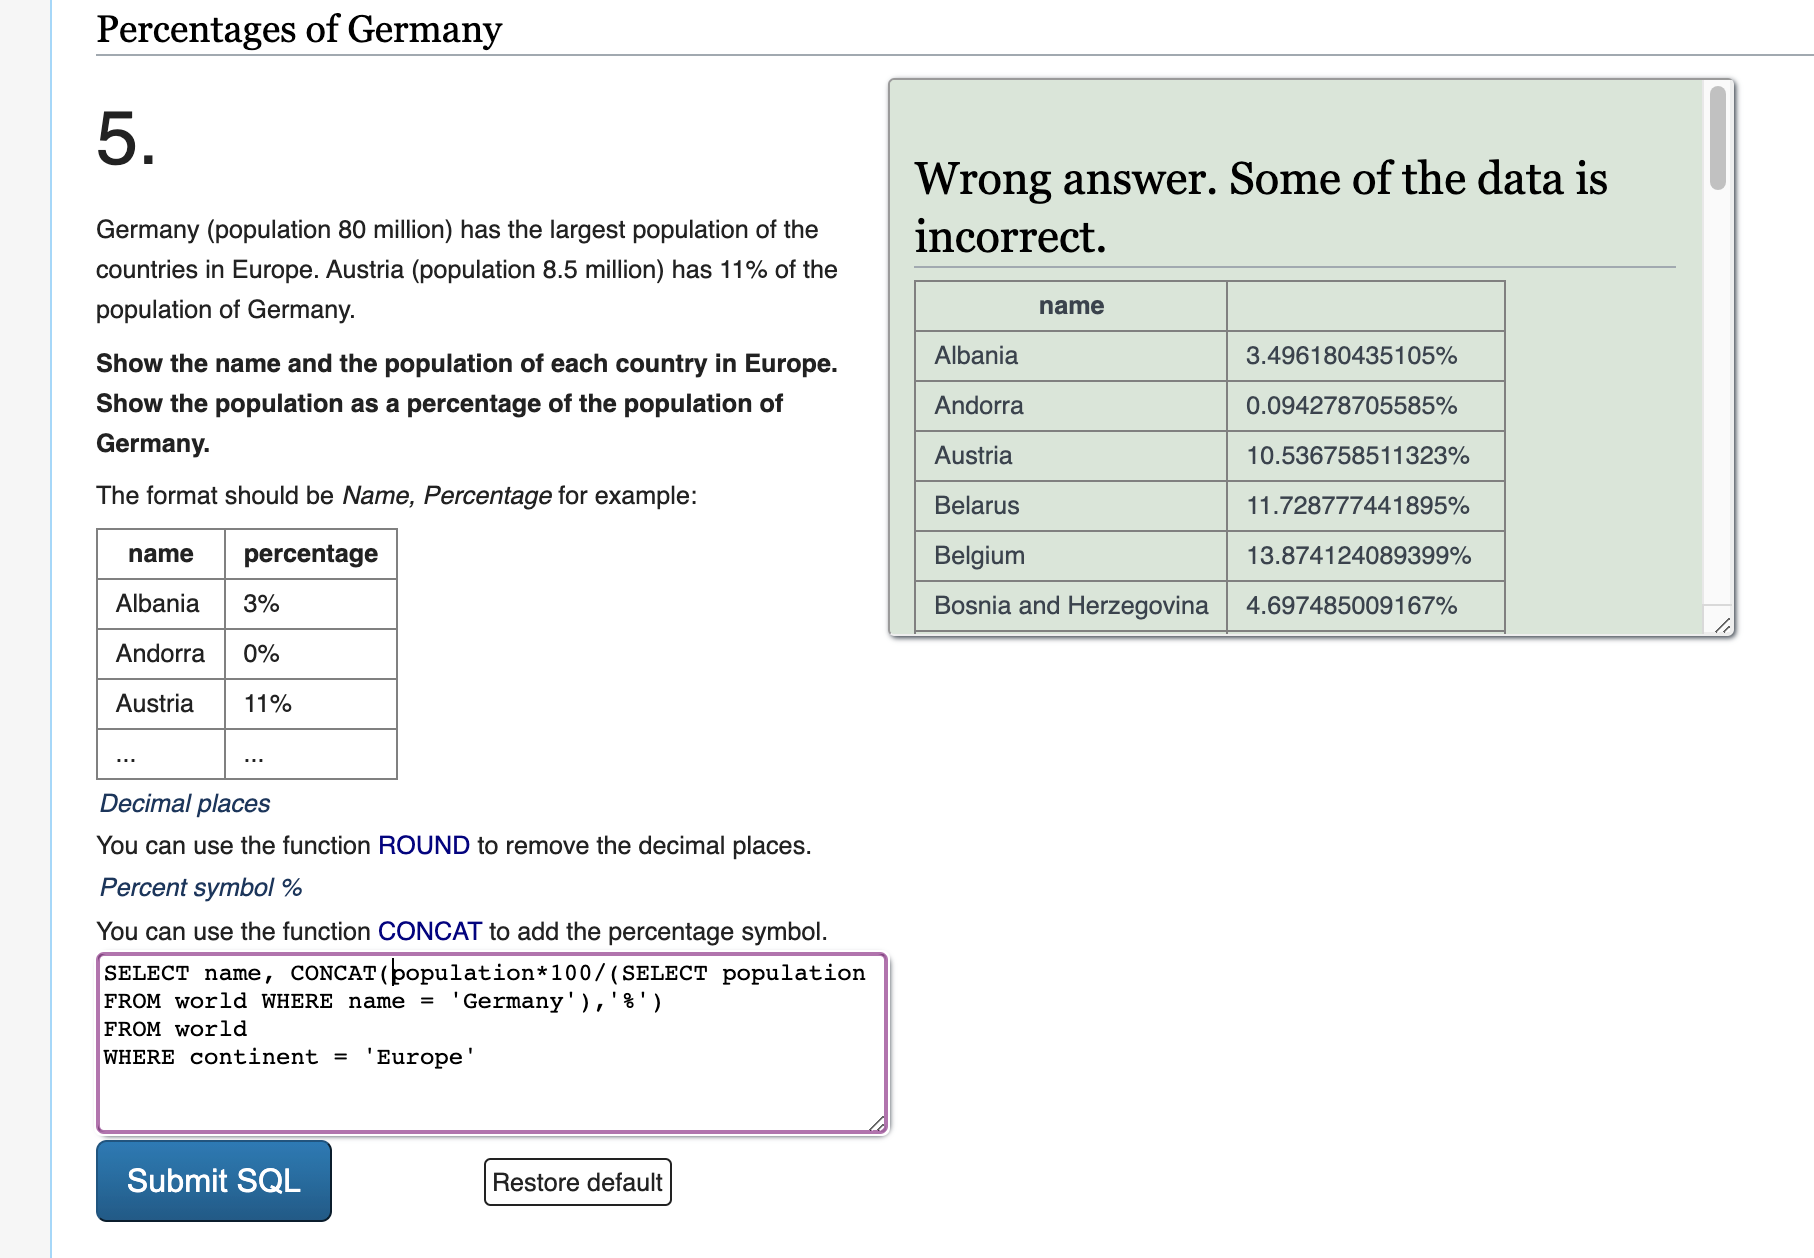 Percentages of Germany
5.
Germany (population 80 million) has the largest population of the
countries in Europe. Austria (population 8.5 million) has 11% of the
population of Germany.
Show the name and the population of each country in Europe.
Show the population as a percentage of the population of
Germany.
The format should be Name, Percentage for example:
name percentage
Albania 3%
Andorra 0%
Austria 11%
... ...
Decimal places
You can use the function ROUND to remove the decimal places.
Percent symbol %
You can use the function CONCAT to add the percentage symbol.
SELECT name, CONCAT(population*100/(SELECT population
FROM world WHERE name = 'Germany'),'%')
FROM world
WHERE continent = 'Europe'
Submit SQL
Restore default
Wrong answer. Some of the data is
incorrect.
name
Albania 3.496180435105%
Andorra 0.094278705585%
Austria 10.536758511323%
Belarus 11.728777441895%
Belgium 13.874124089399%
Bosnia and Herzegovina 4.697485009167%